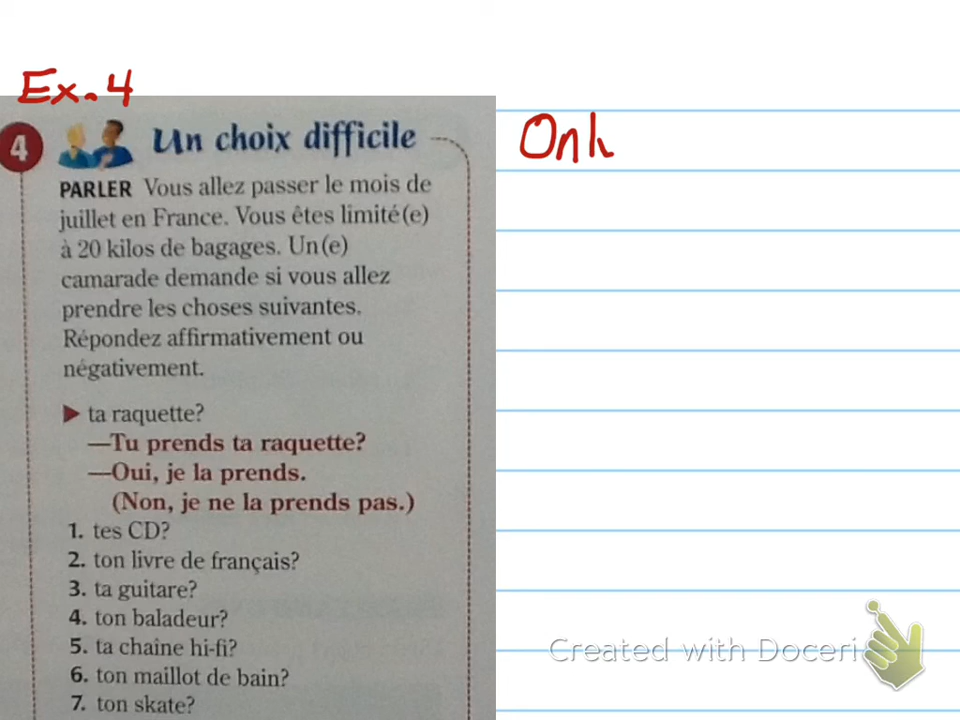 Ex. 4
4 Un choix difficile
PARLER Vous allez passer le mois de
juillet en France. Vous êtes limité(e)
à 20 kilos de bagages. Un(e)
camarade demande si vous allez
prendre les choses suivantes.
Répondez affirmativement ou
négativement.
▶ ta raquette?
—Tu prends ta raquette?
—Oui, je la prends.
(Non, je ne la prends pas.)
1. tes CD?
2. ton livre de français?
3. ta guitare?
4. ton baladeur?
5. ta chaîne hi-fi?
6. ton maillot de bain?
7. ton skate?
Created with Doceri